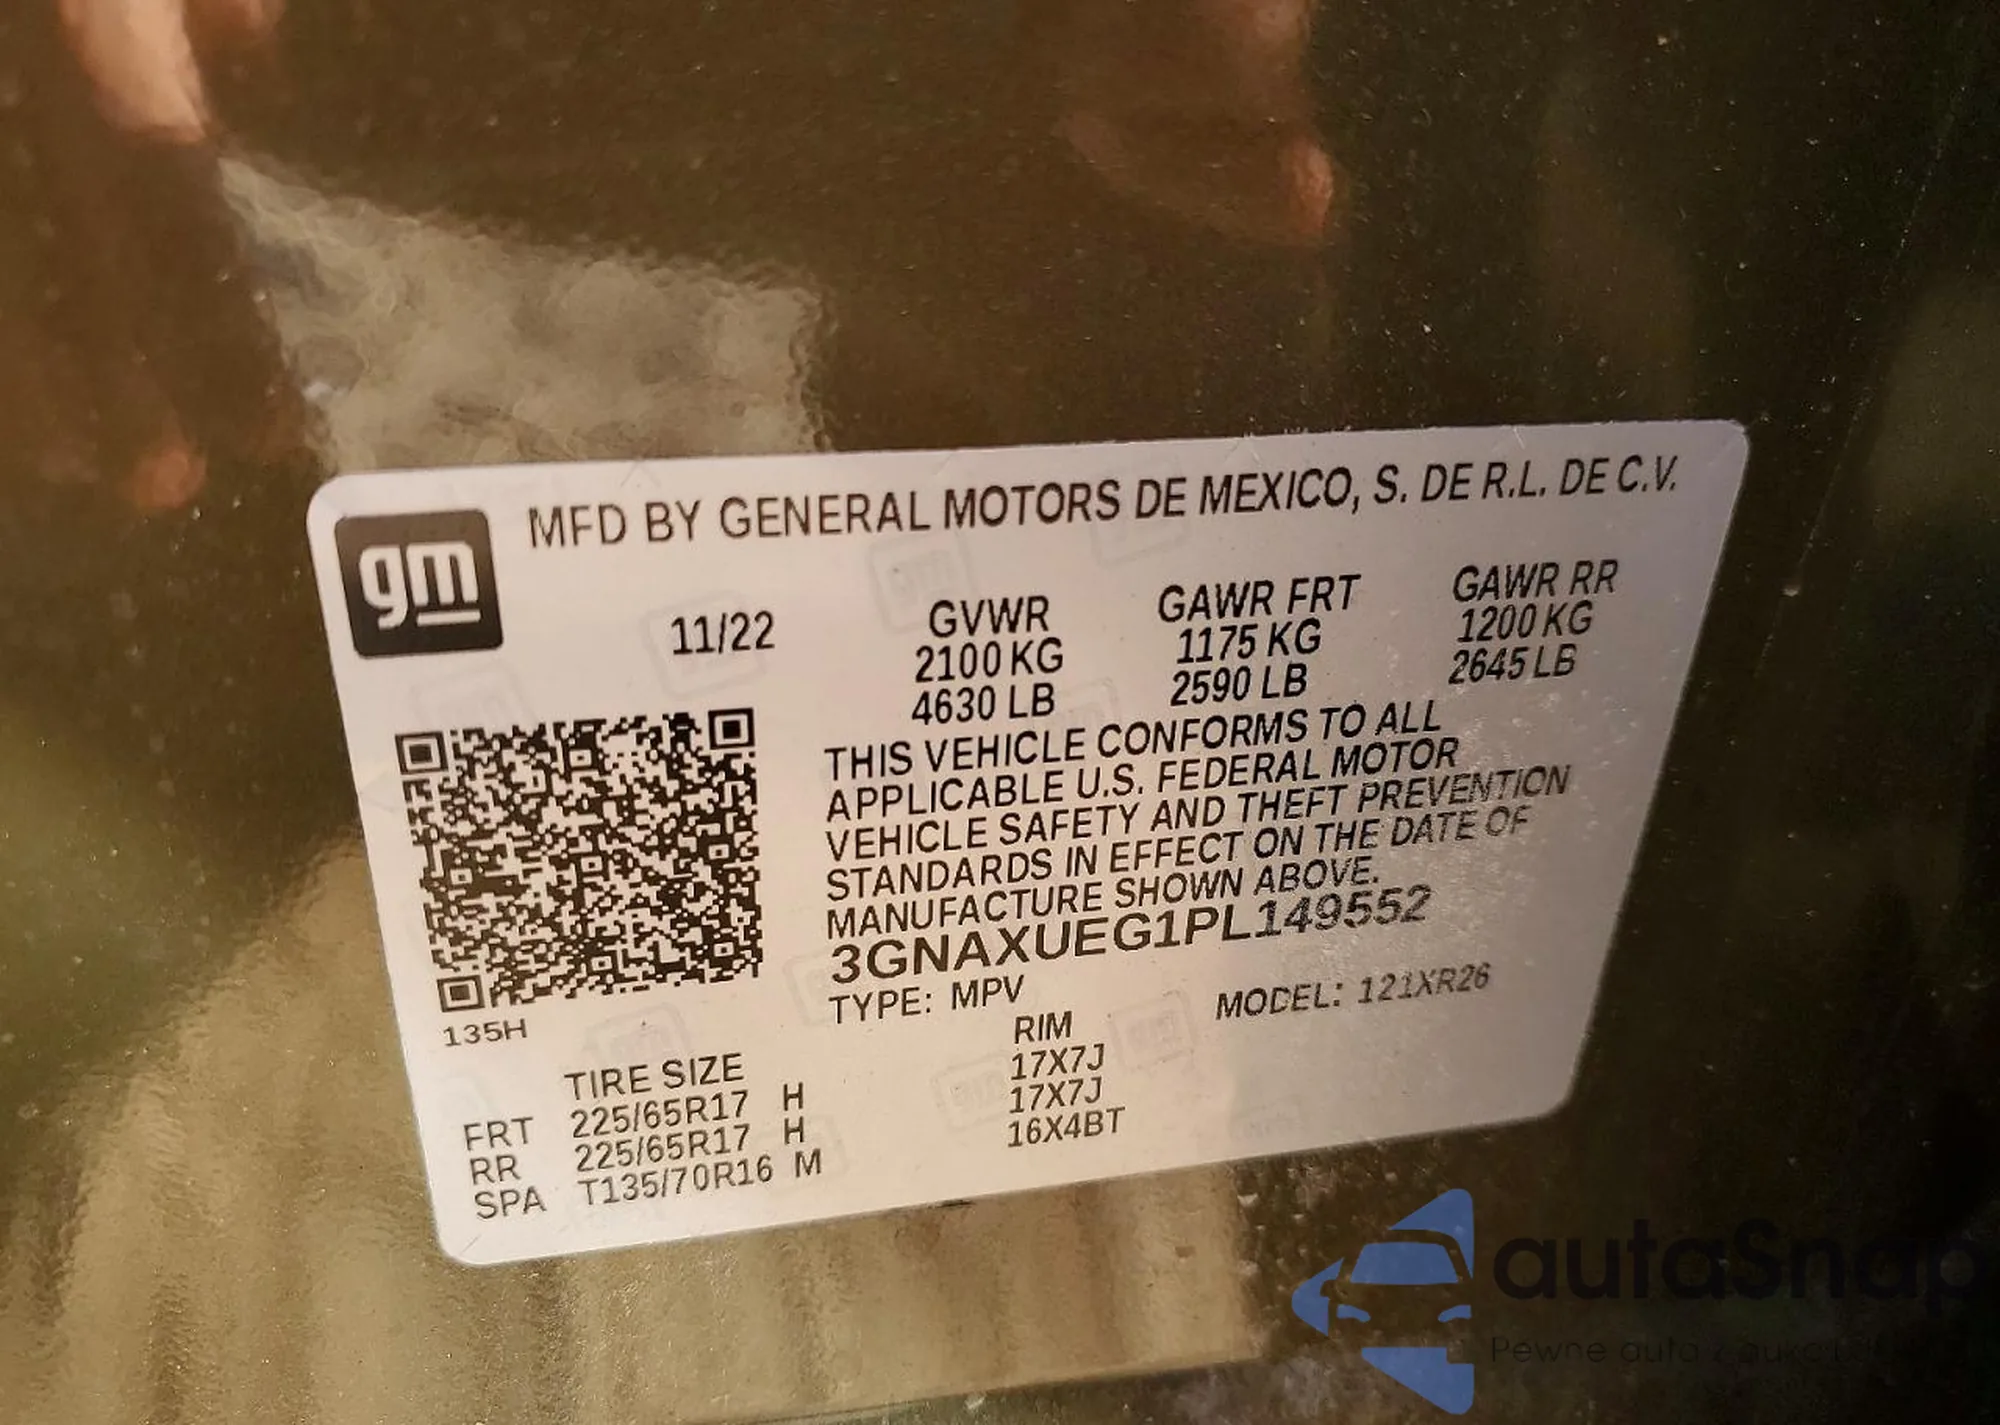 gm
MFD BY GENERAL MOTORS DE MEXICO, S. DE R.L. DE C.V.
11/22
GVWR GAWR FRT GAWR RR
2100 KG 1175 KG 1200 KG
4630 LB 2590 LB 2645 LB
THIS VEHICLE CONFORMS TO ALL
APPLICABLE U.S. FEDERAL MOTOR
VEHICLE SAFETY AND THEFT PREVENTION
STANDARDS IN EFFECT ON THE DATE OF
MANUFACTURE SHOWN ABOVE.
3GNAXUEG1PL149552
TYPE: MPV MODEL: 121XR26
135H
TIRE SIZE RIM
FRT 225/65R17 H 17X7J
RR 225/65R17 H 17X7J
SPA T135/70R16 M 16X4BT
autaSnap
Pewne auta z